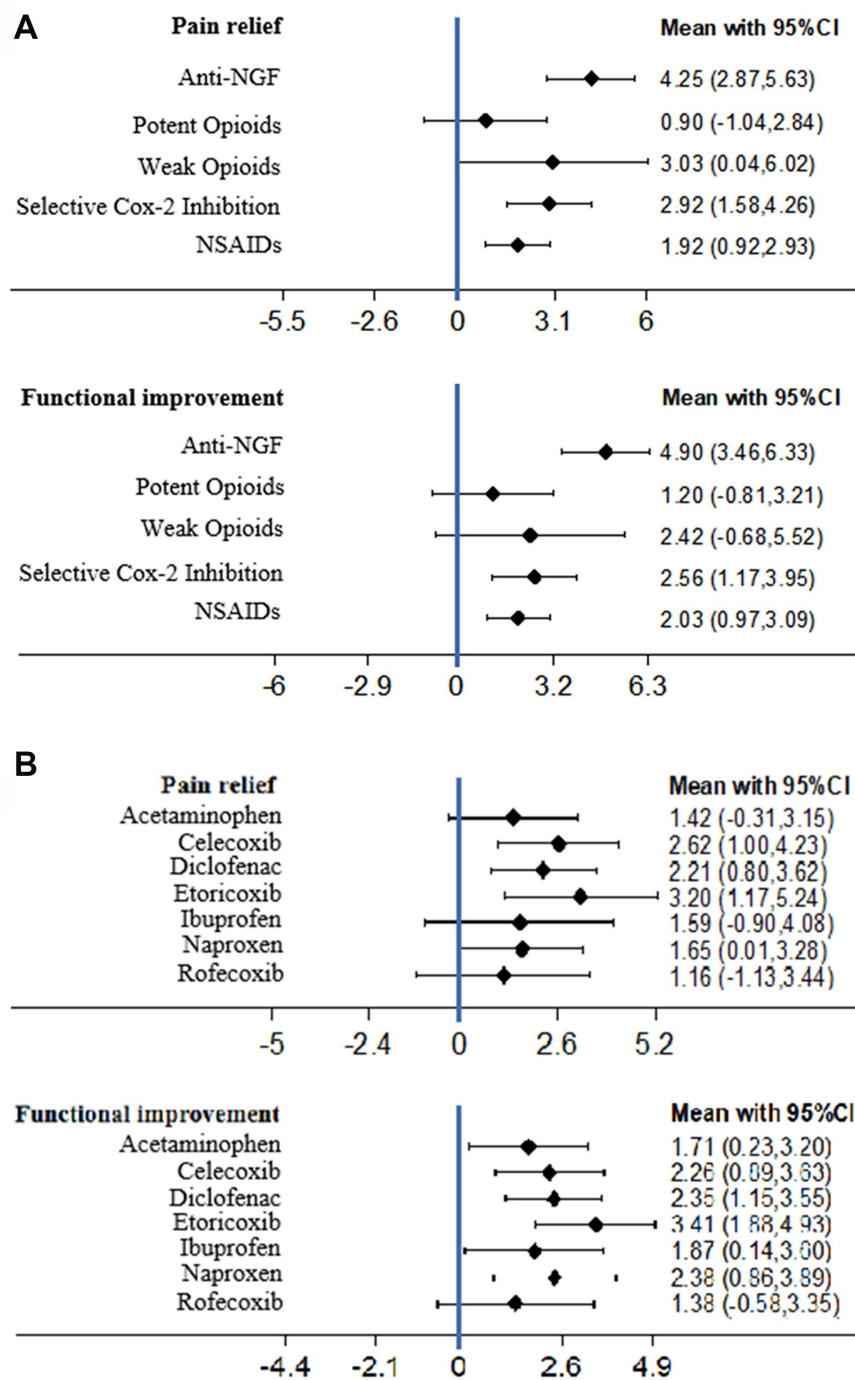 A
Pain relief Mean with 95%CI
Anti-NGF 4.25 (2.87,5.63)
Potent Opioids 0.90 (-1.04,2.84)
Weak Opioids 3.03 (0.04,6.02)
Selective Cox-2 Inhibition 2.92 (1.58,4.26)
NSAIDs 1.92 (0.92,2.93)
-5.5 -2.6 0 3.1 6
Functional improvement Mean with 95%CI
Anti-NGF 4.90 (3.46,6.33)
Potent Opioids 1.20 (-0.81,3.21)
Weak Opioids 2.42 (-0.68,5.52)
Selective Cox-2 Inhibition 2.56 (1.17,3.95)
NSAIDs 2.03 (0.97,3.09)
-6 -2.9 0 3.2 6.3
B
Pain relief Mean with 95%CI
Acetaminophen 1.42 (-0.31,3.15)
Celecoxib 2.62 (1.00,4.23)
Diclofenac 2.21 (0.80,3.62)
Etoricoxib 3.20 (1.17,5.24)
Ibuprofen 1.59 (-0.90,4.08)
Naproxen 1.65 (0.01,3.28)
Rofecoxib 1.16 (-1.13,3.44)
-5 -2.4 0 2.6 5.2
Functional improvement Mean with 95%CI
Acetaminophen 1.71 (0.23,3.20)
Celecoxib 2.26 (0.89,3.63)
Diclofenac 2.35 (1.15,3.55)
Etoricoxib 3.41 (1.88,4.93)
Ibuprofen 1.87 (0.14,3.60)
Naproxen 2.38 (0.86,3.89)
Rofecoxib 1.38 (-0.58,3.35)
-4.4 -2.1 0 2.6 4.9